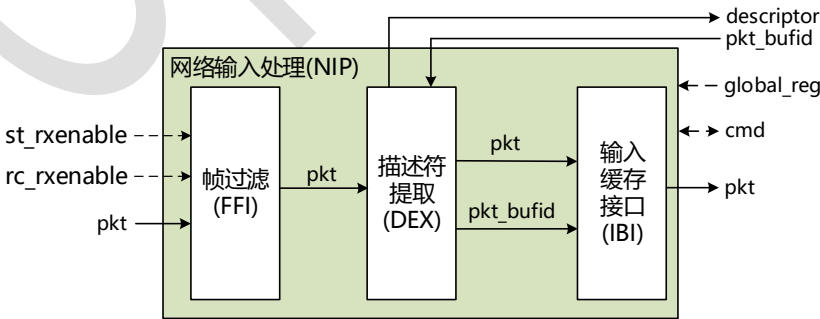 descriptor
pkt_bufid
网络输入处理(NIP)
global_reg
st_rxenable
cmd
rc_rxenable
帧过滤
(FFI)
pkt
描述符
提取
(DEX)
pkt
pkt_bufid
输入
缓存
接口
(IBI)
pkt
pkt